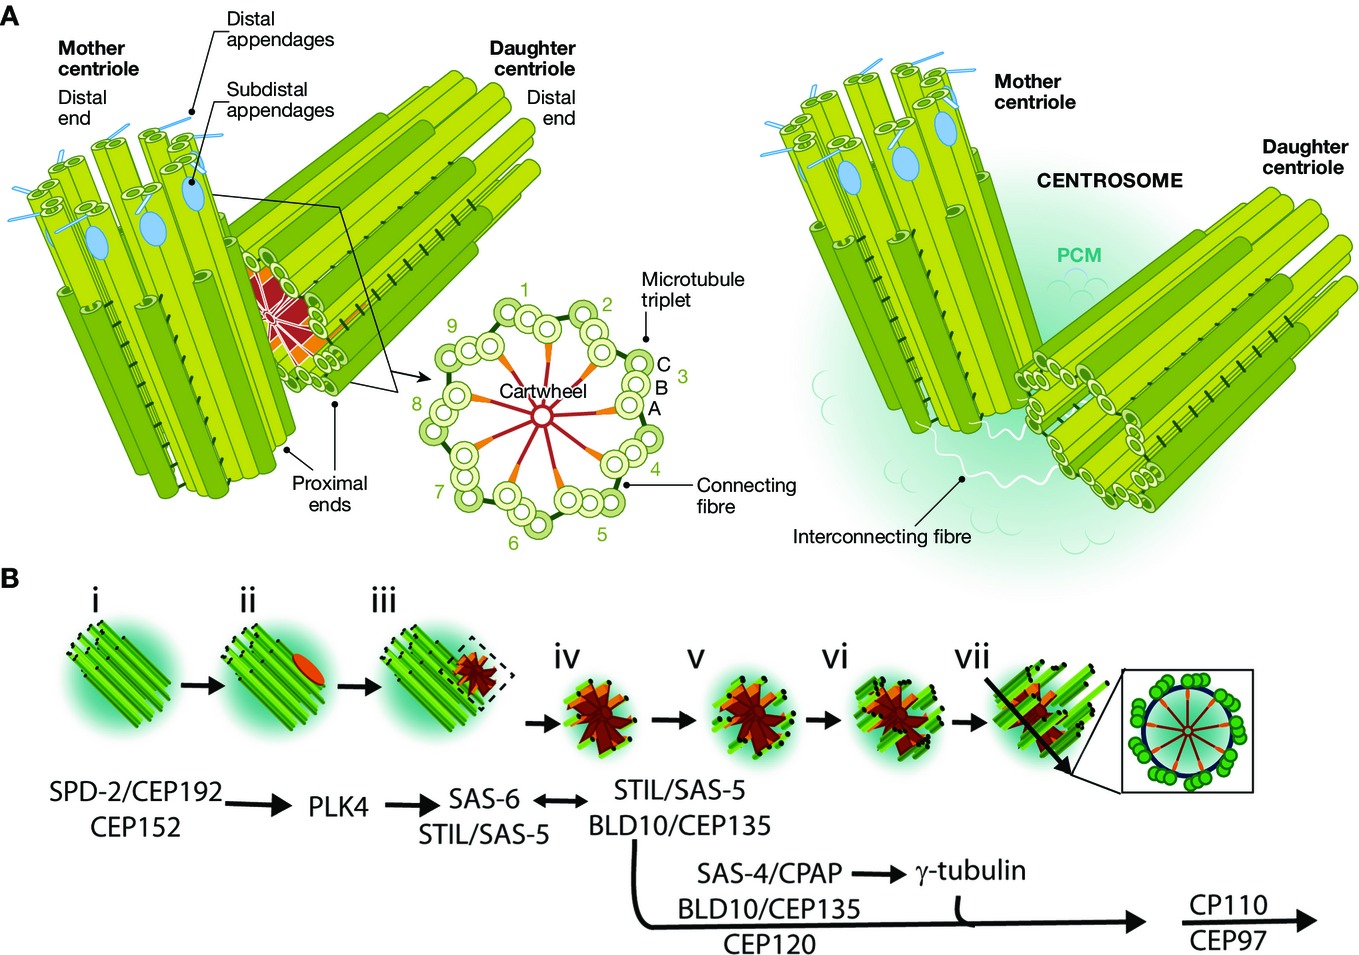 A
Distal
appendages
Mother
centriole
Distal
end
Subdistal
appendages
Daughter
centriole
Distal
end
Proximal
ends
1
2
3
4
5
6
7
8
9
Cartwheel
Microtubule
triplet
C
B
A
Connecting
fibre
Mother
centriole
Daughter
centriole
CENTROSOME
PCM
Interconnecting fibre
B
i
ii
iii
iv
v
vi
vii
SPD-2/CEP192
CEP152
PLK4
SAS-6
STIL/SAS-5
STIL/SAS-5
BLD10/CEP135
SAS-4/CPAP
BLD10/CEP135
CEP120
γ-tubulin
CP110
CEP97